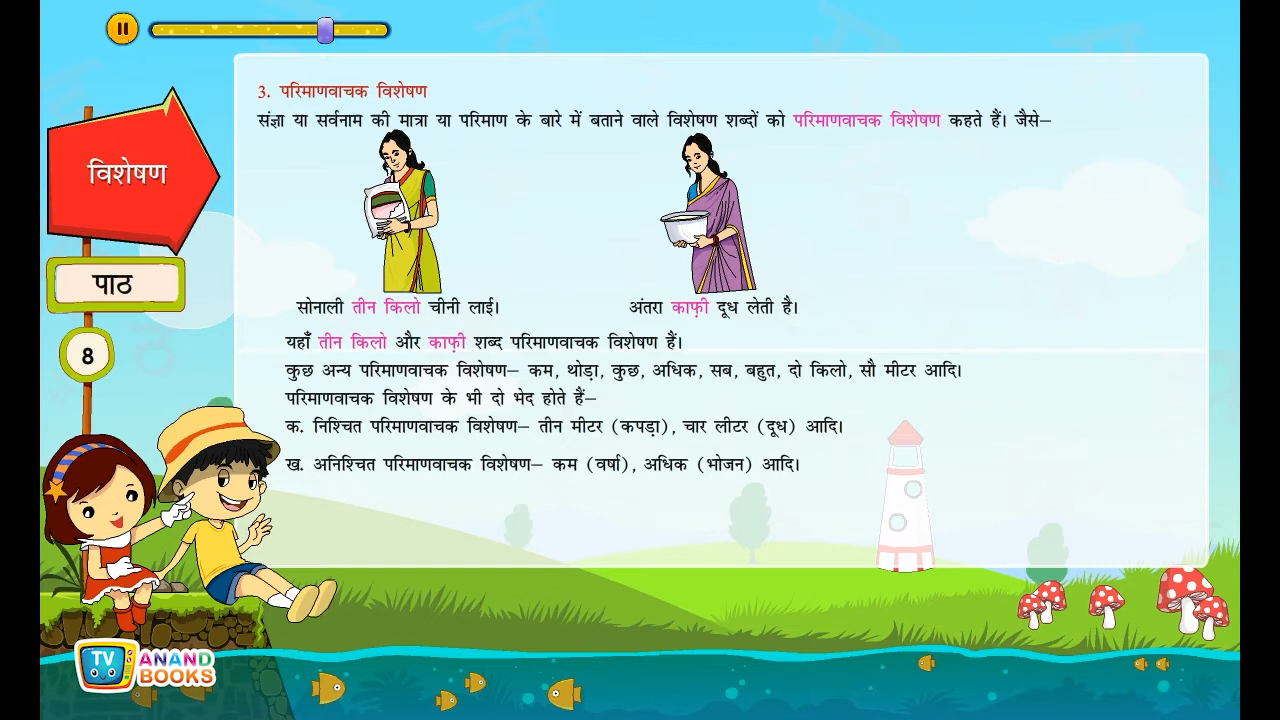 3. परिमाणवाचक विशेषण
संज्ञा या सर्वनाम की मात्रा या परिमाण के बारे में बताने वाले विशेषण शब्दों को परिमाणवाचक विशेषण कहते हैं। जैसे–
विशेषण
पाठ
8
सोनाली तीन किलो चीनी लाई।
अंतरा काफ़ी दूध लेती है।
यहाँ तीन किलो और काफ़ी शब्द परिमाणवाचक विशेषण हैं।
कुछ अन्य परिमाणवाचक विशेषण– कम, थोड़ा, कुछ, अधिक, सब, बहुत, दो किलो, सौ मीटर आदि।
परिमाणवाचक विशेषण के भी दो भेद होते हैं–
क. निश्चित परिमाणवाचक विशेषण– तीन मीटर (कपड़ा), चार लीटर (दूध) आदि।
ख. अनिश्चित परिमाणवाचक विशेषण– कम (वर्षा), अधिक (भोजन) आदि।
TV ANAND
BOOKS